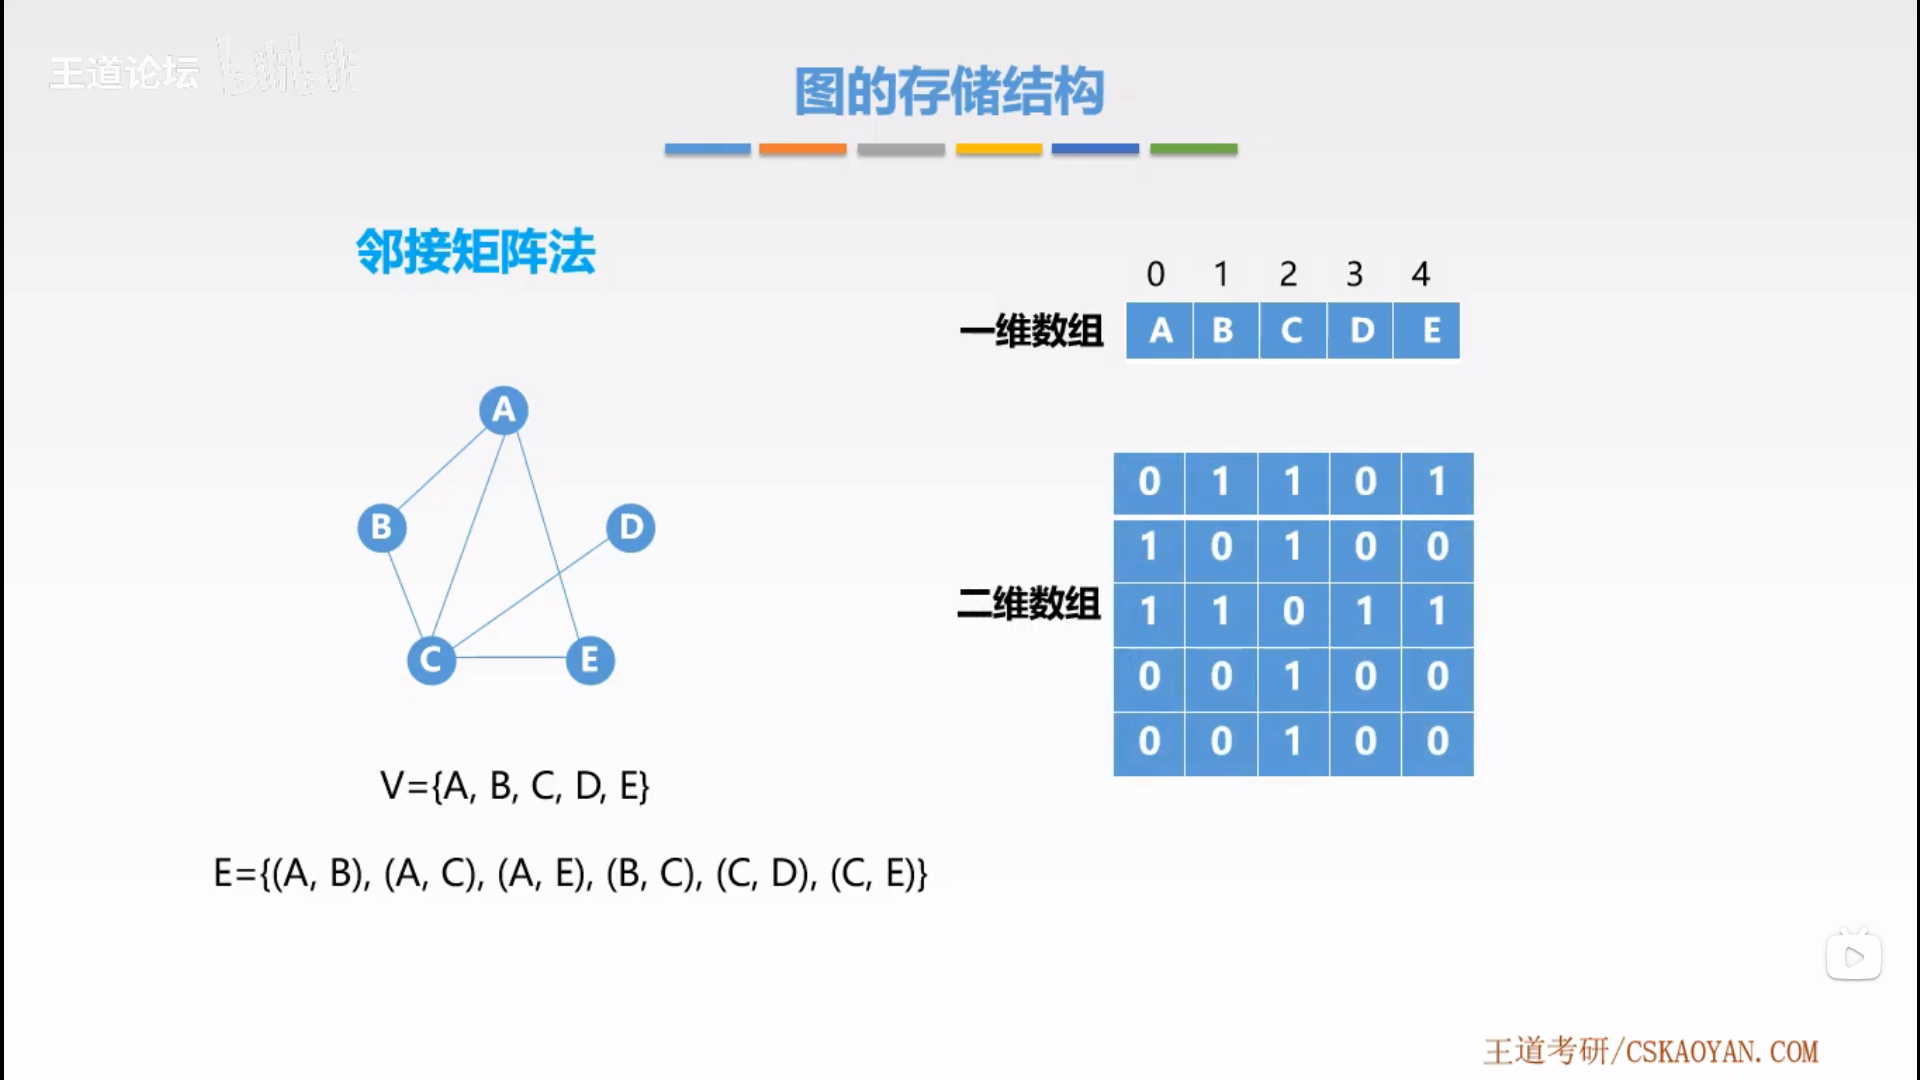 王道论坛 bilibili
图的存储结构
邻接矩阵法
0 1 2 3 4
一维数组 A B C D E
A
B D
C E
二维数组
0 1 1 0 1
1 0 1 0 0
1 1 0 1 1
0 0 1 0 0
0 0 1 0 0
V={A, B, C, D, E}
E={(A, B), (A, C), (A, E), (B, C), (C, D), (C, E)}
王道考研/CSKAOYAN.COM